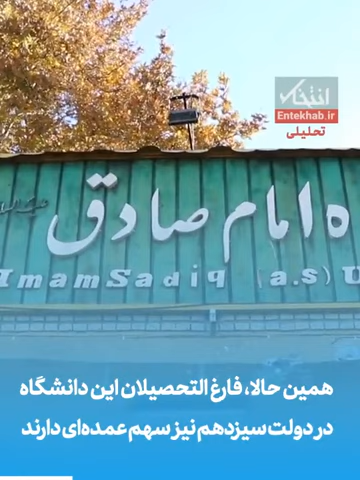 انتخاب
Entekhab.ir
تحلیلی
ه امام صادق
ImamSadiq (a.s) U
همین حالا، فارغ التحصیلان این دانشگاه
در دولت سیزدهم نیز سهم عمده‌ای دارند